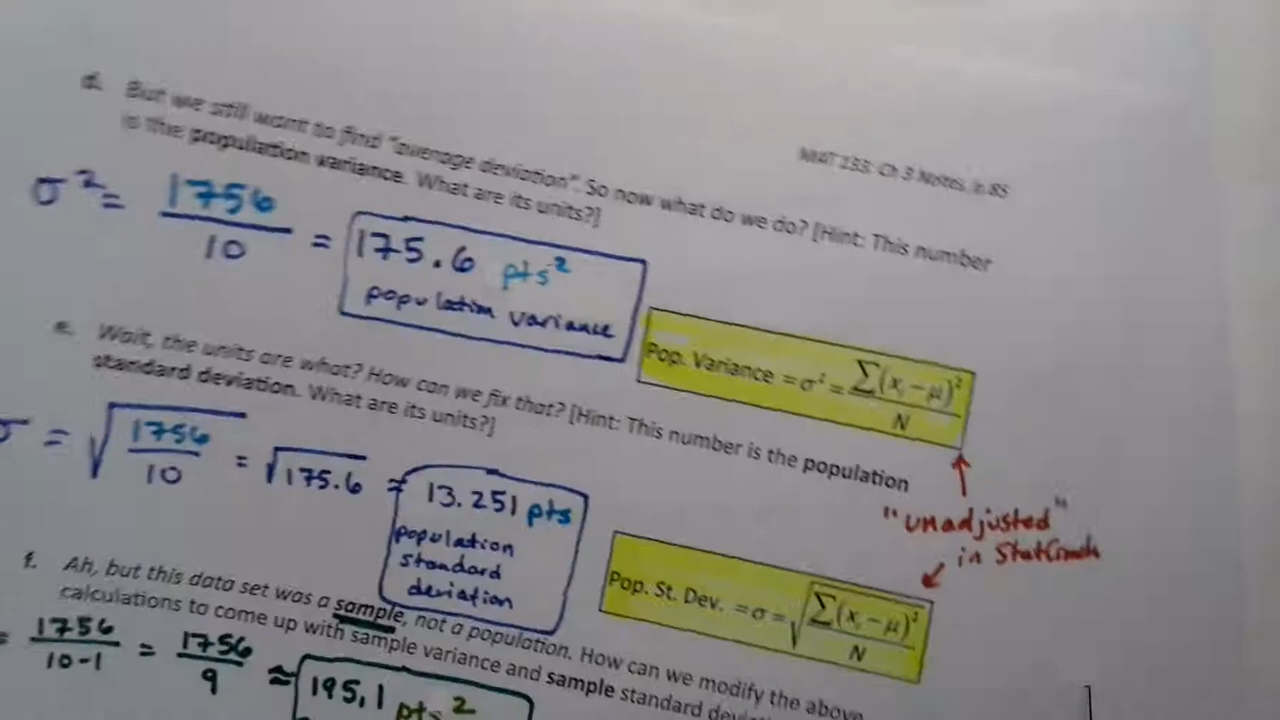 MAT 233: Ch 3 Notes, p. 85
d. But we still want to find "average deviation". So now what do we do? [Hint: This number
is the population variance. What are its units?]
σ² = 1756 / 10 = 175.6 pts²
population variance
Pop. Variance = σ² = ∑(xᵢ − μ)² / N
e. Wait, the units are what? How can we fix that? [Hint: This number is the population
standard deviation. What are its units?]
σ = √(1756 / 10) = √175.6 ≈ 13.251 pts
population
standard
deviation
"unadjusted"
in StatCrunch
Pop. St. Dev. = σ = √(∑(xᵢ − μ)² / N)
f. Ah, but this data set was a sample, not a population. How can we modify the above
calculations to come up with sample variance and sample standard
= 1756 / 10-1 = 1756 / 9 ≈ 195.1 pts²